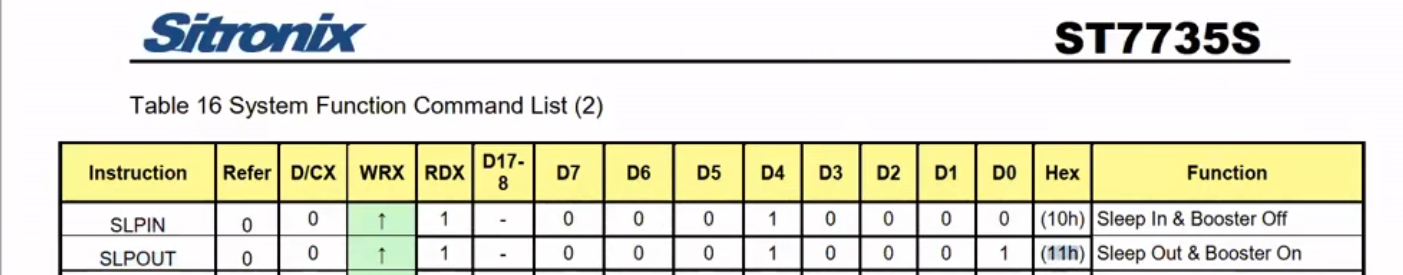 Sitronix ST7735S
Table 16 System Function Command List (2)
Instruction Refer D/CX WRX RDX D17-8 D7 D6 D5 D4 D3 D2 D1 D0 Hex Function
SLPIN 0 0 ↑ 1 - 0 0 0 1 0 0 0 0 (10h) Sleep In & Booster Off
SLPOUT 0 0 ↑ 1 - 0 0 0 1 0 0 0 1 (11h) Sleep Out & Booster On